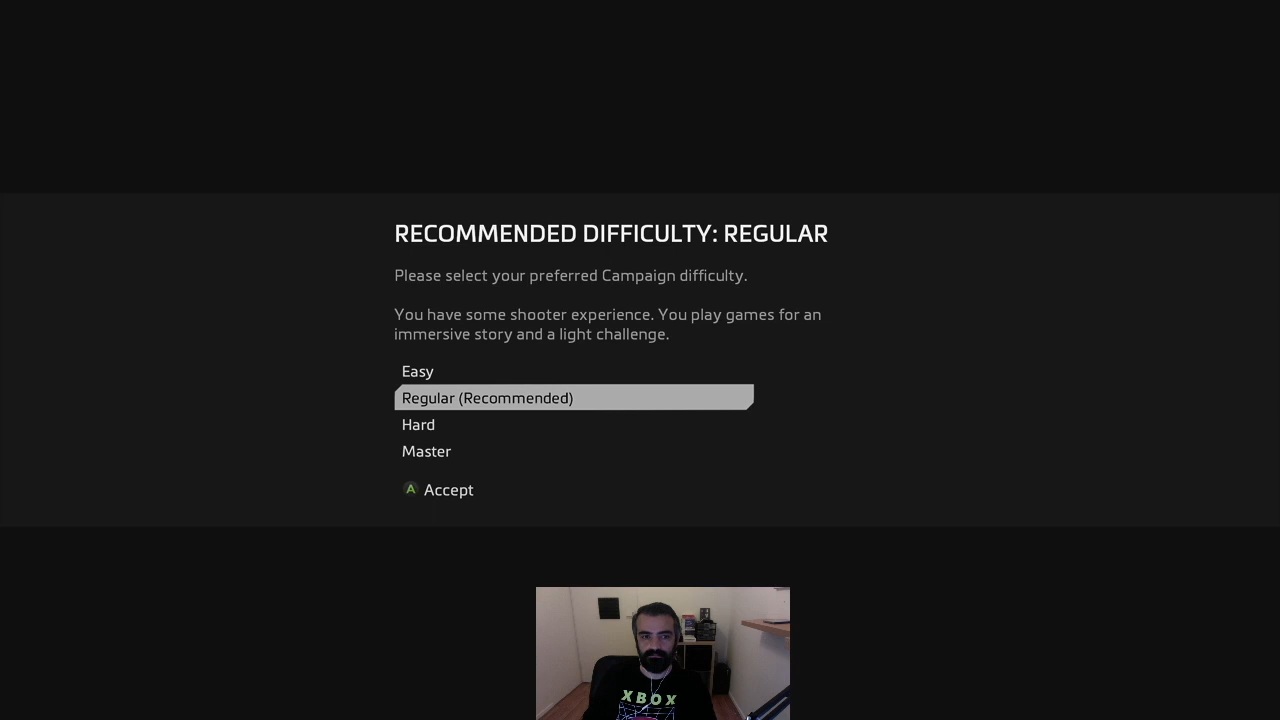 RECOMMENDED DIFFICULTY: REGULAR
Please select your preferred Campaign difficulty.
You have some shooter experience. You play games for an
immersive story and a light challenge.
Easy
Regular (Recommended)
Hard
Master
A Accept
XBOX